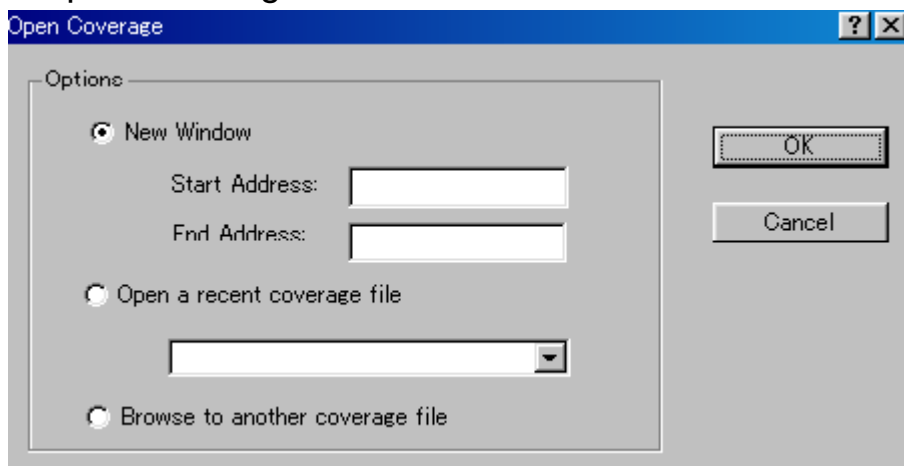 Open Coverage
Options
New Window
Start Address:
End Address:
Open a recent coverage file
Browse to another coverage file
OK
Cancel